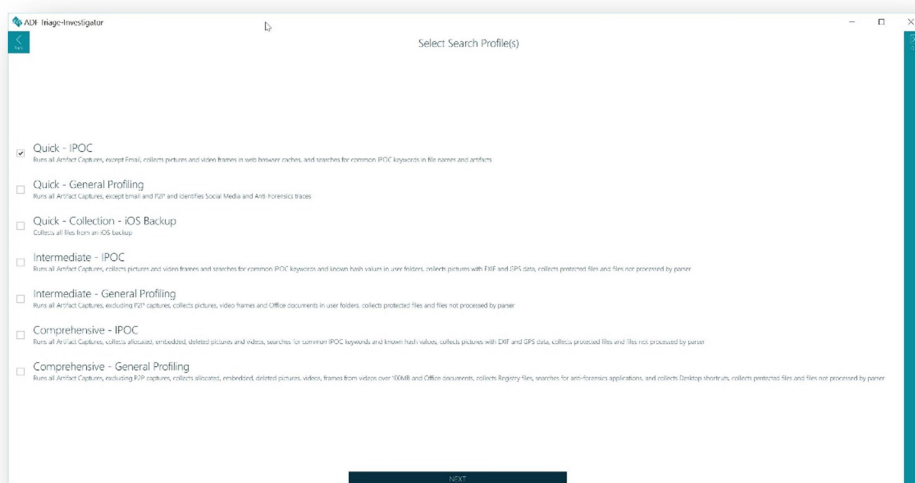 ADF Triage-Investigator
Select Search Profile(s)
Quick - IPOC
Runs all Artifact Captures, except Email, collects pictures and video frames in web browser caches, and searches for common IPOC keywords in file names and artifacts
Quick - General Profiling
Runs all Artifact Captures, except Email and P2P and Identifies Social Media and Anti-Forensics traces
Quick - Collection - iOS Backup
Collects all files from an iOS backup
Intermediate - IPOC
Runs all Artifact Captures, collects pictures and video frames and searches for common IPOC keywords and known hash values in user folders, collects pictures with EXIF and GPS data, collects protected files and files not processed by parser
Intermediate - General Profiling
Runs all Artifact Captures, excluding P2P captures, collects pictures, video frames and Office documents in user folders, collects protected files and files not processed by parser
Comprehensive - IPOC
Runs all Artifact Captures, collects allocated, embedded, deleted pictures and videos, searches for common IPOC keywords and known hash values, collects pictures with EXIF and GPS data, collects protected files and files not processed by parser
Comprehensive - General Profiling
Runs all Artifact Captures, excluding P2P captures, collects allocated, embedded, deleted pictures, videos, frames from videos over 100MB and Office documents, collects Registry files, searches for anti-forensics applications, and collects Desktop shortcuts, collects protected files and files not processed by parser
NEXT